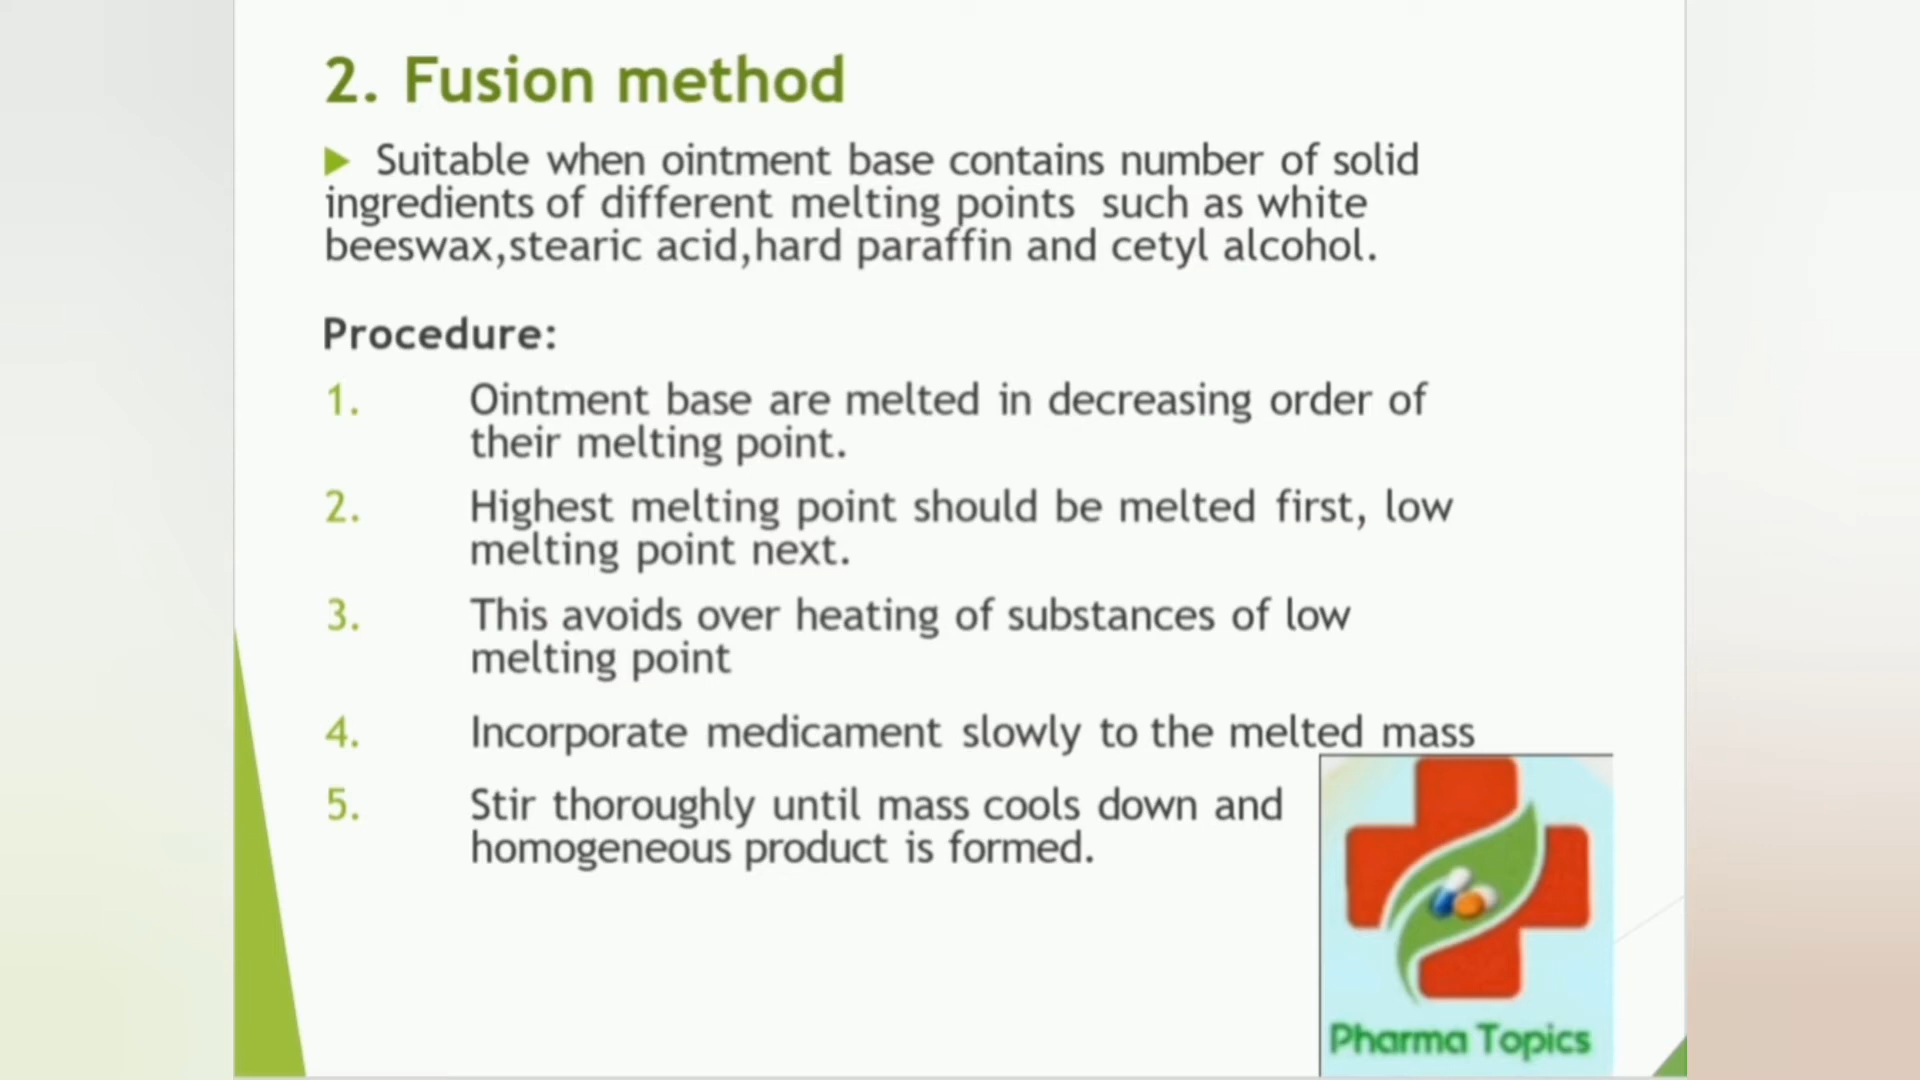 2. Fusion method
Suitable when ointment base contains number of solid
ingredients of different melting points such as white
beeswax,stearic acid,hard paraffin and cetyl alcohol.
Procedure:
1. Ointment base are melted in decreasing order of
their melting point.
2. Highest melting point should be melted first, low
melting point next.
3. This avoids over heating of substances of low
melting point
4. Incorporate medicament slowly to the melted mass
5. Stir thoroughly until mass cools down and
homogeneous product is formed.
Pharma Topics